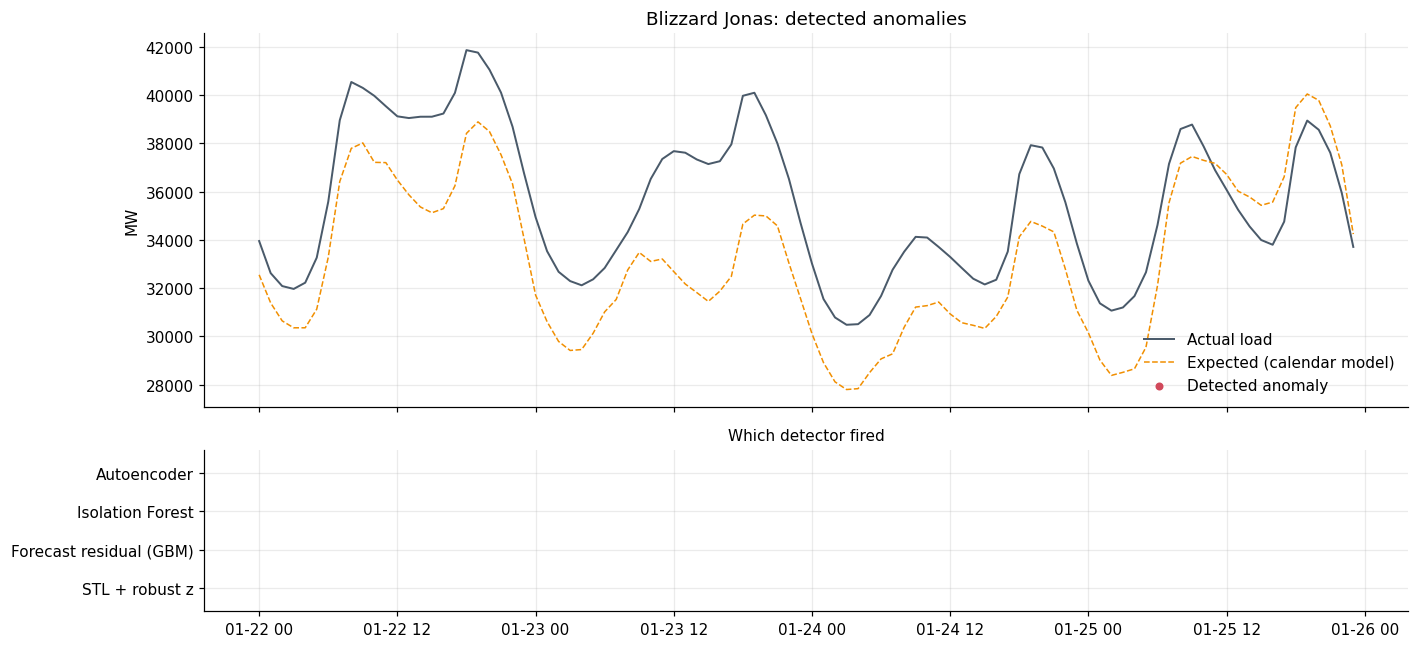 Blizzard Jonas: detected anomalies
MW
42000
40000
38000
36000
34000
32000
30000
28000
Actual load
Expected (calendar model)
Detected anomaly
Which detector fired
Autoencoder
Isolation Forest
Forecast residual (GBM)
STL + robust z
01-22 00 01-22 12 01-23 00 01-23 12 01-24 00 01-24 12 01-25 00 01-25 12 01-26 00